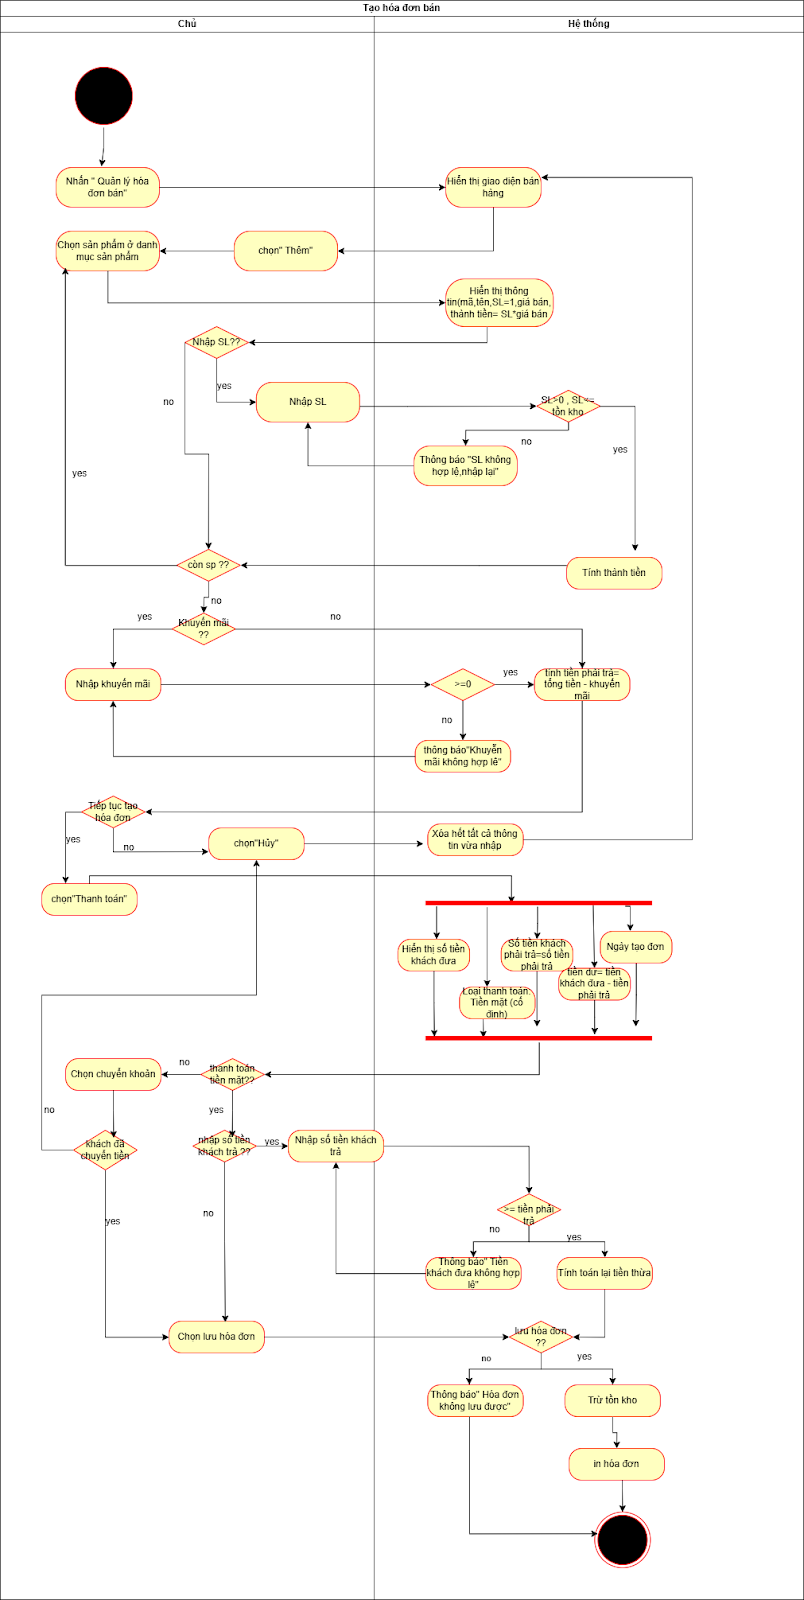 Tạo hóa đơn bán
Chủ
Hệ thống
Nhấn " Quản lý hóa
đơn bán"
Hiển thị giao diện bán
hàng
chọn" Thêm"
Chọn sản phẩm ở danh
mục sản phẩm
Hiển thị thông
tin(mã,tên,SL=1,giá bán,
thành tiền= SL*giá bán
Nhập SL??
yes
no
Nhập SL
SL>0 , SL<=
tồn kho
no
yes
Thông báo "SL không
hợp lệ,nhập lại"
yes
còn sp ??
Tính thành tiền
no
Khuyến mãi
??
yes
no
Nhập khuyến mãi
>=0
yes
tính tiền phải trả=
tổng tiền - khuyến
mãi
no
thông báo"Khuyễn
mãi không hợp lê"
Tiếp tục tạo
hóa đơn
yes
no
chọn"Hủy"
Xóa hết tất cả thông
tin vừa nhập
chọn"Thanh toán"
Hiển thị số tiền
khách đưa
Loại thanh toán:
Tiền mặt (cố
định)
Số tiền khách
phải trả=số tiền
phải trả
tiền dư= tiền
khách đưa - tiền
phải trả
Ngày tạo đơn
Chọn chuyển khoản
no
thanh toán
tiền mặt??
yes
no
khách đã
chuyển tiền
nhập số tiền
khách trả ??
yes
Nhập số tiền khách
trả
yes
no
>= tiền phải
trả
no
yes
Thông báo" Tiền
khách đưa không hợp
lê"
Tính toán lại tiền thừa
Chọn lưu hóa đơn
lưu hóa đơn
??
no
yes
Thông báo" Hóa đơn
không lưu được"
Trừ tồn kho
in hóa đơn